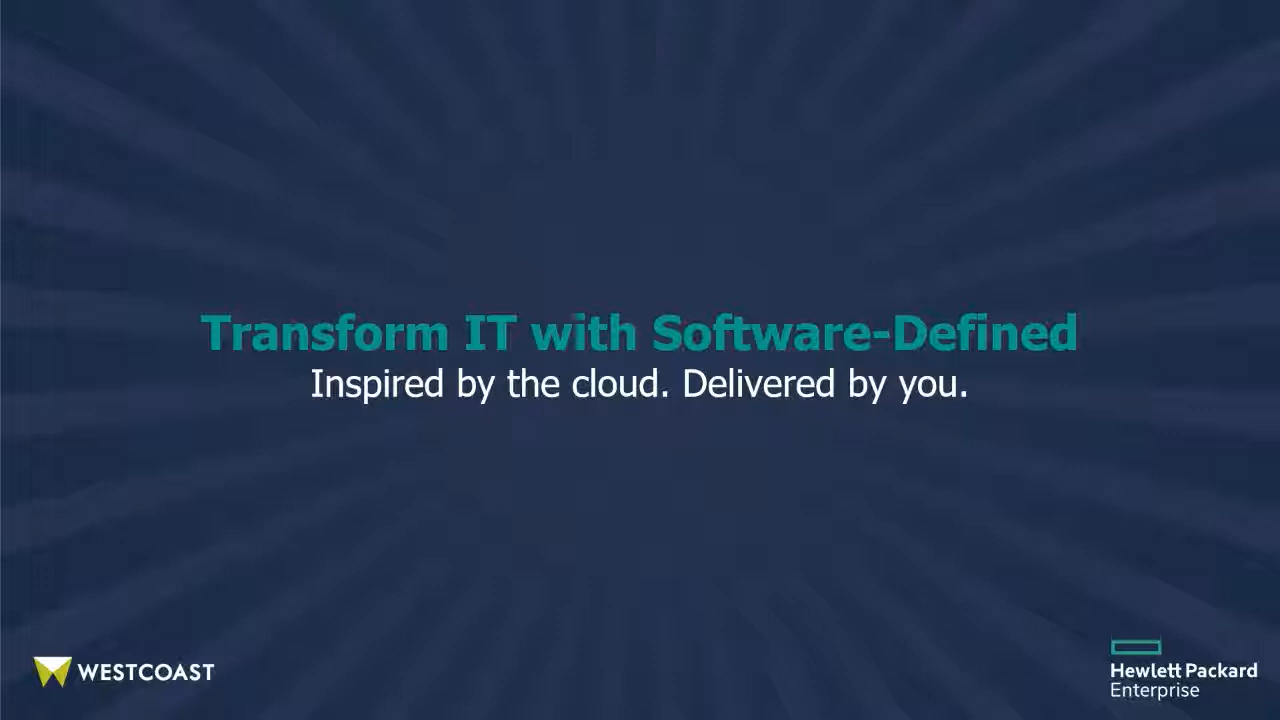 Transform IT with Software-Defined
Inspired by the cloud. Delivered by you.
WESTCOAST
Hewlett Packard
Enterprise